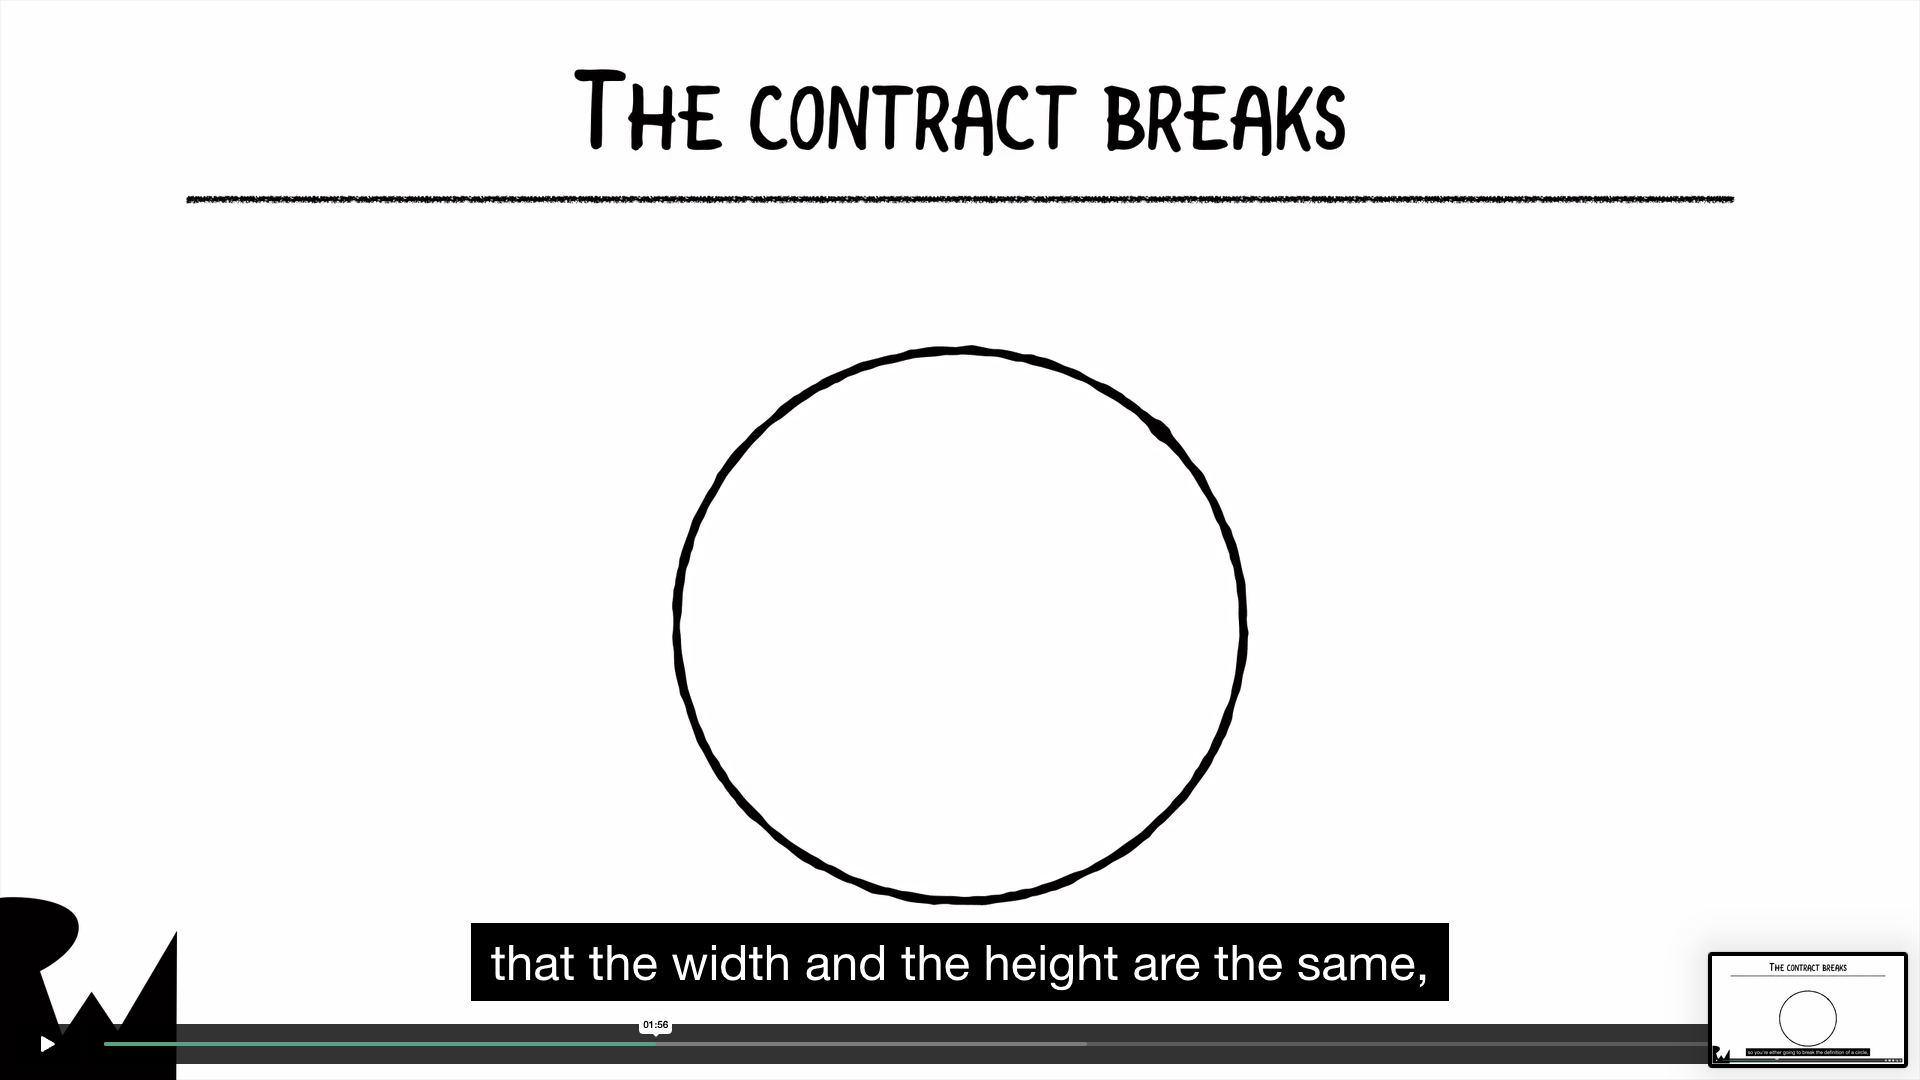 The contract breaks
that the width and the height are the same,
01:56
The contract breaks
so you're either going to break the definition of a circle,